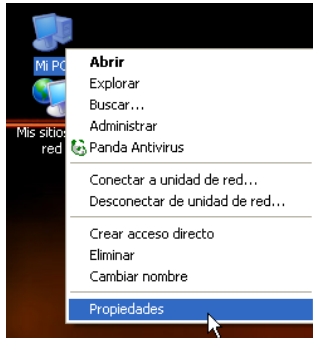 Mi PC
Mis sitios
red
Abrir
Explorar
Buscar...
Administrar
Panda Antivirus
Conectar a unidad de red...
Desconectar de unidad de red...
Crear acceso directo
Eliminar
Cambiar nombre
Propiedades